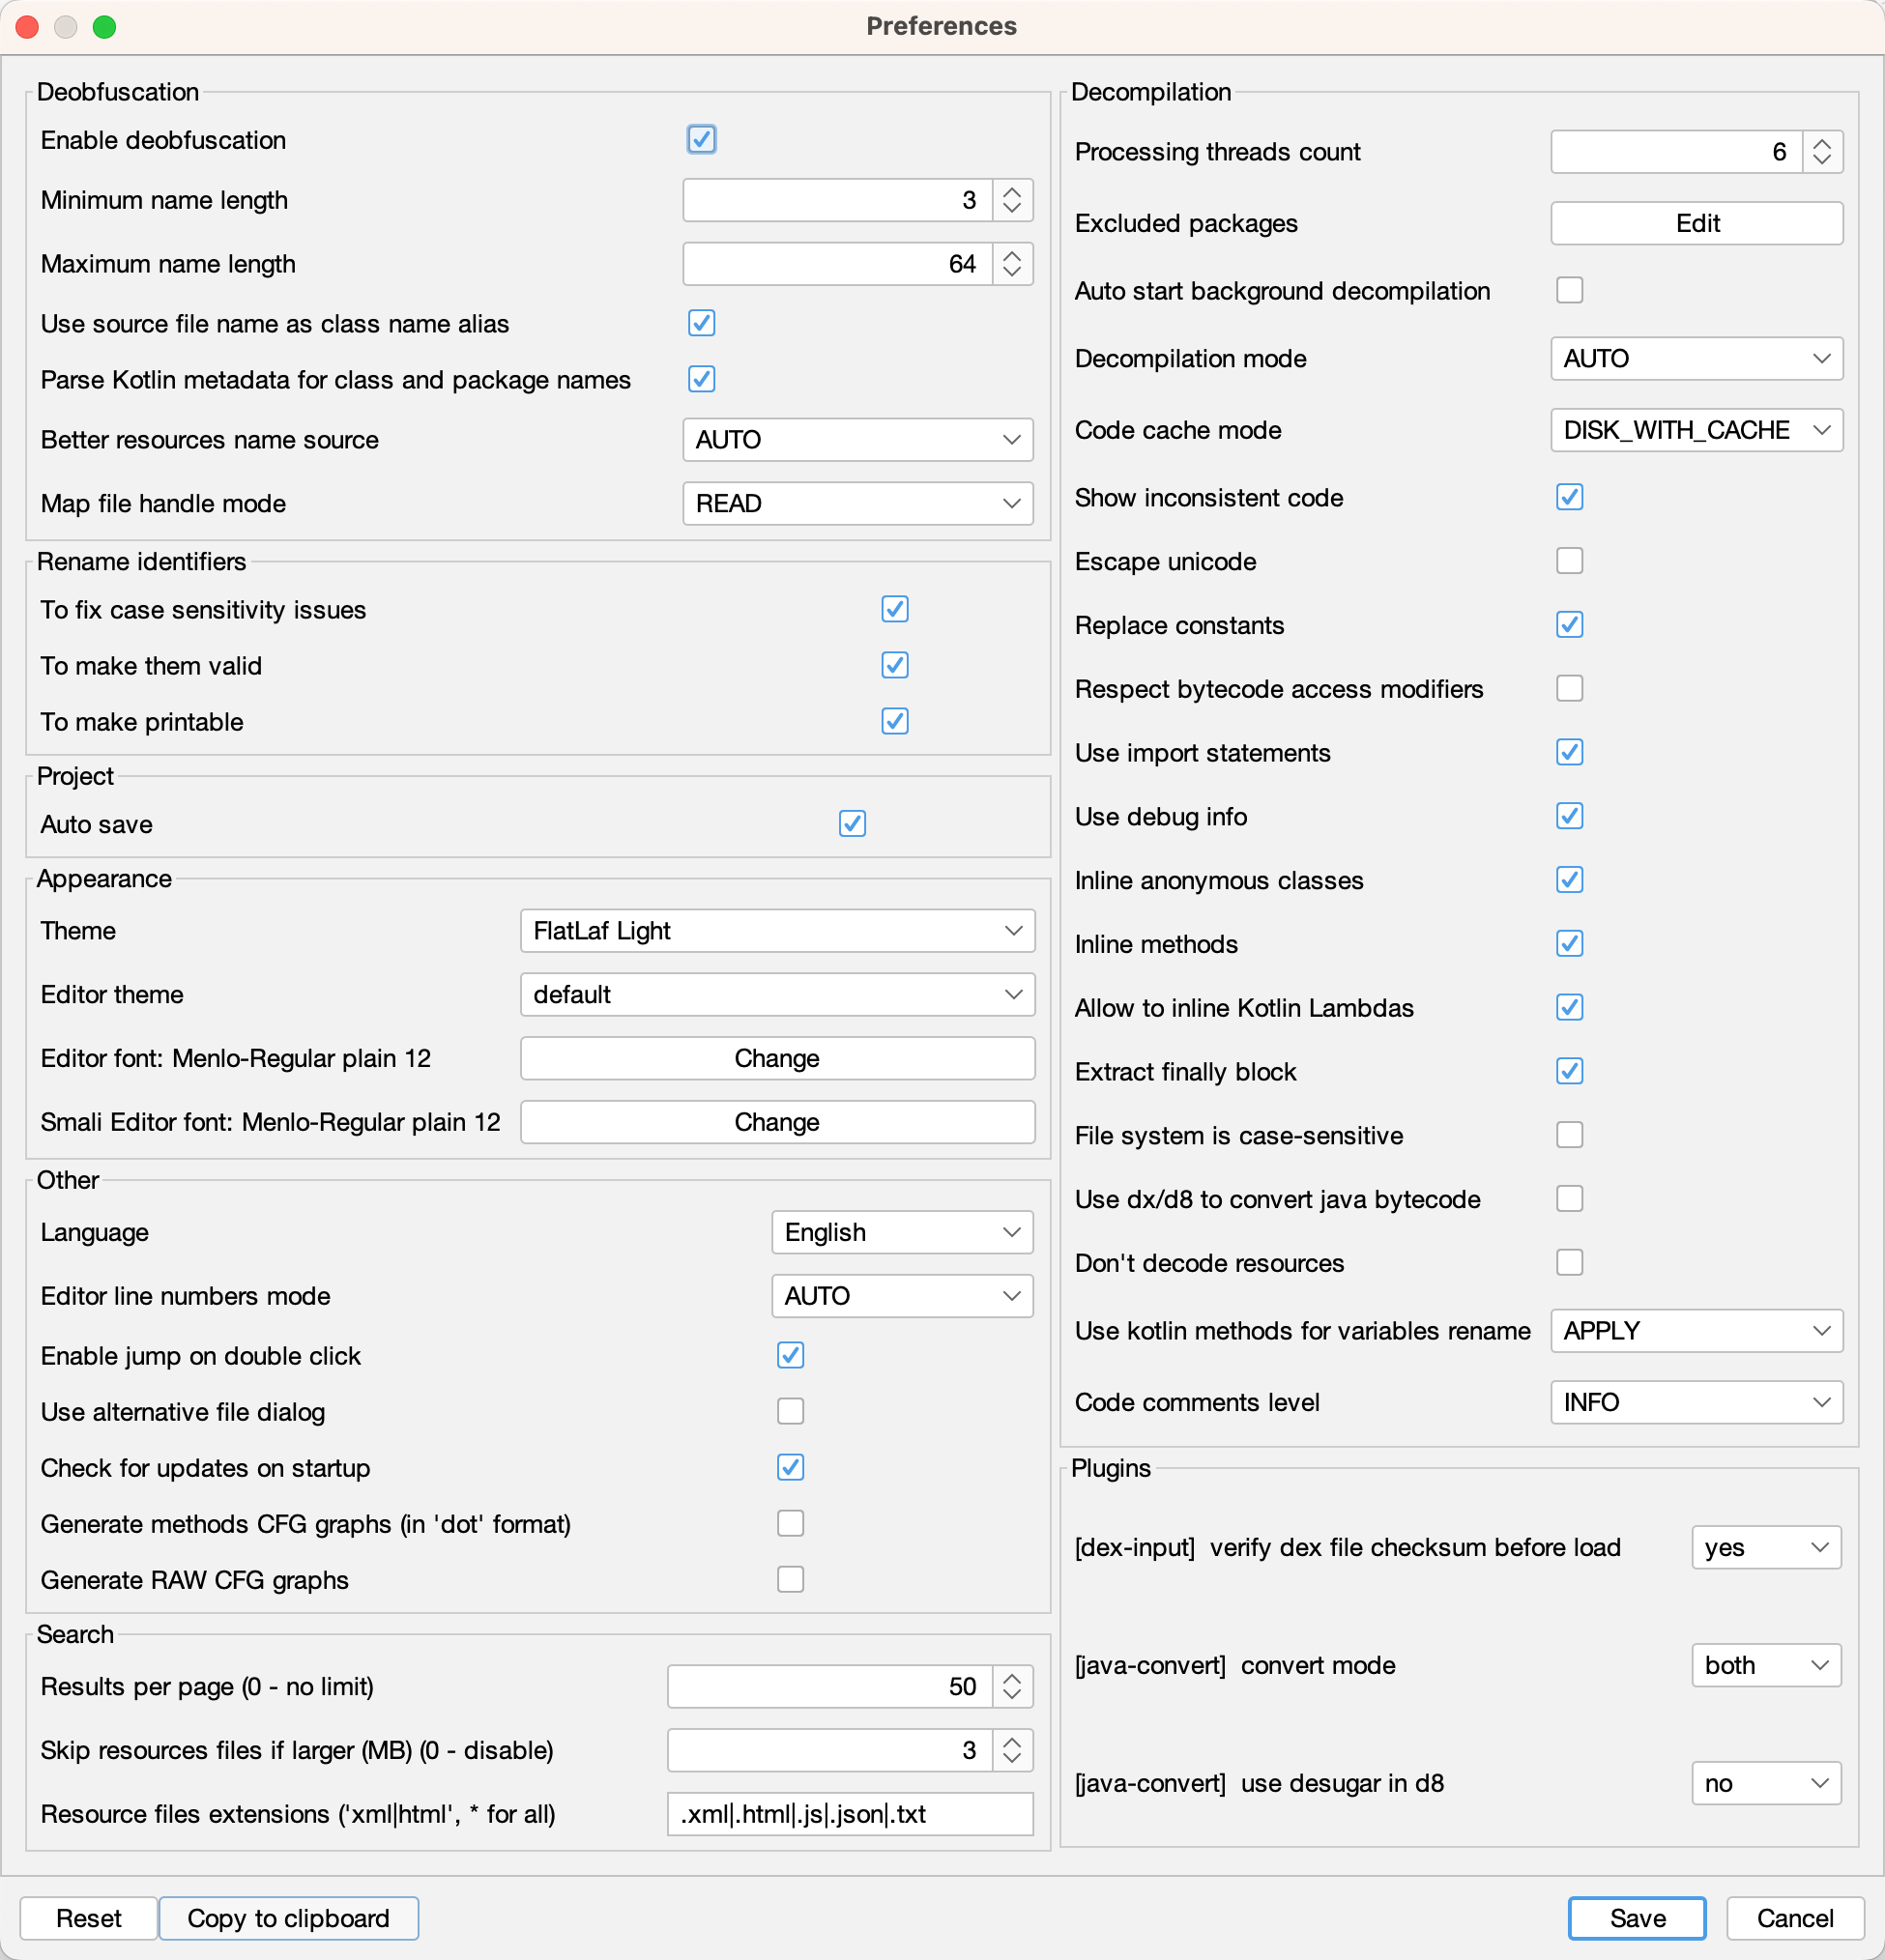 Preferences
Deobfuscation
Enable deobfuscation
Minimum name length 3
Maximum name length 64
Use source file name as class name alias
Parse Kotlin metadata for class and package names
Better resources name source AUTO
Map file handle mode READ
Rename identifiers
To fix case sensitivity issues
To make them valid
To make printable
Project
Auto save
Appearance
Theme FlatLaf Light
Editor theme default
Editor font: Menlo-Regular plain 12 Change
Smali Editor font: Menlo-Regular plain 12 Change
Other
Language English
Editor line numbers mode AUTO
Enable jump on double click
Use alternative file dialog
Check for updates on startup
Generate methods CFG graphs (in 'dot' format)
Generate RAW CFG graphs
Search
Results per page (0 - no limit) 50
Skip resources files if larger (MB) (0 - disable) 3
Resource files extensions ('xml|html', * for all) .xml|.html|.js|.json|.txt
Decompilation
Processing threads count 6
Excluded packages Edit
Auto start background decompilation
Decompilation mode AUTO
Code cache mode DISK_WITH_CACHE
Show inconsistent code
Escape unicode
Replace constants
Respect bytecode access modifiers
Use import statements
Use debug info
Inline anonymous classes
Inline methods
Allow to inline Kotlin Lambdas
Extract finally block
File system is case-sensitive
Use dx/d8 to convert java bytecode
Don't decode resources
Use kotlin methods for variables rename APPLY
Code comments level INFO
Plugins
[dex-input] verify dex file checksum before load yes
[java-convert] convert mode both
[java-convert] use desugar in d8 no
Reset Copy to clipboard Save Cancel